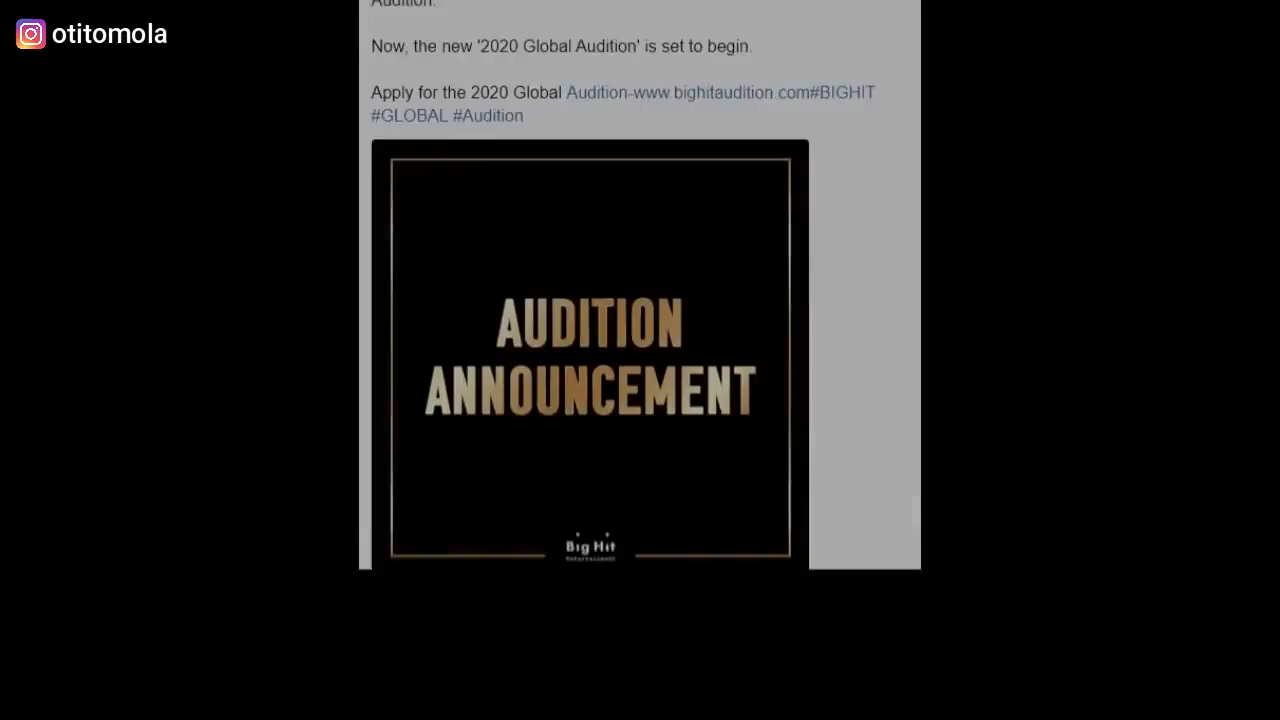 otitomola
Audition.
Now, the new '2020 Global Audition' is set to begin.
Apply for the 2020 Global Audition-www.bighitaudition.com#BIGHIT
#GLOBAL #Audition
AUDITION
ANNOUNCEMENT
Big Hit
Entertainment